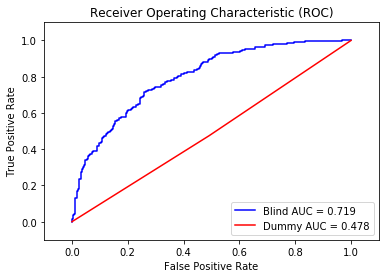 Receiver Operating Characteristic (ROC)
True Positive Rate
1.0
0.8
0.6
0.4
0.2
0.0
0.0
0.2
0.4
0.6
0.8
1.0
False Positive Rate
Blind AUC = 0.719
Dummy AUC = 0.478